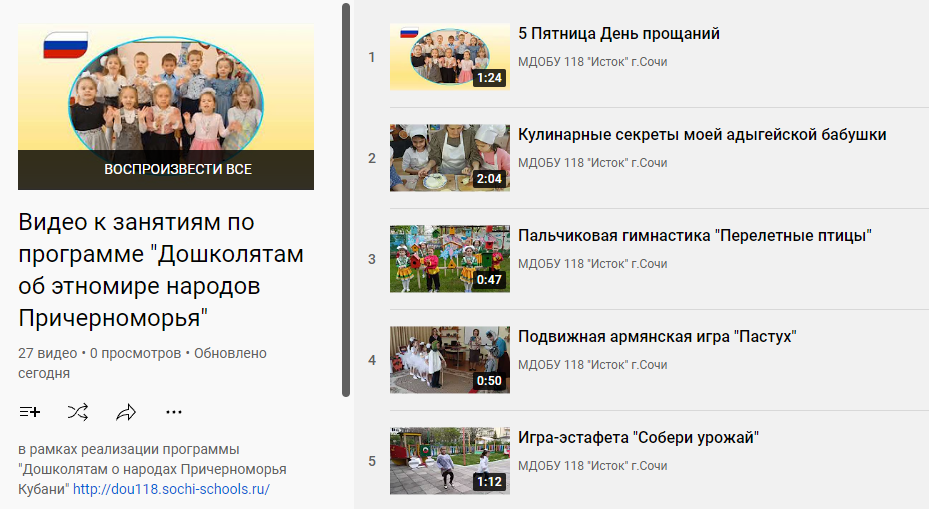 ВОСПРОИЗВЕСТИ ВСЕ
Видео к занятиям по
программе "Дошколятам
об этномире народов
Причерноморья"
27 видео • 0 просмотров • Обновлено
сегодня
в рамках реализации программы
"Дошколятам о народах Причерноморья
Кубани" http://dou118.sochi-schools.ru/
1
1:24
5 Пятница День прощаний
МДОБУ 118 "Исток" г.Сочи
2
2:04
Кулинарные секреты моей адыгейской бабушки
МДОБУ 118 "Исток" г.Сочи
3
0:47
Пальчиковая гимнастика "Перелетные птицы"
МДОБУ 118 "Исток" г.Сочи
4
0:50
Подвижная армянская игра "Пастух"
МДОБУ 118 "Исток" г.Сочи
5
1:12
Игра-эстафета "Собери урожай"
МДОБУ 118 "Исток" г.Сочи